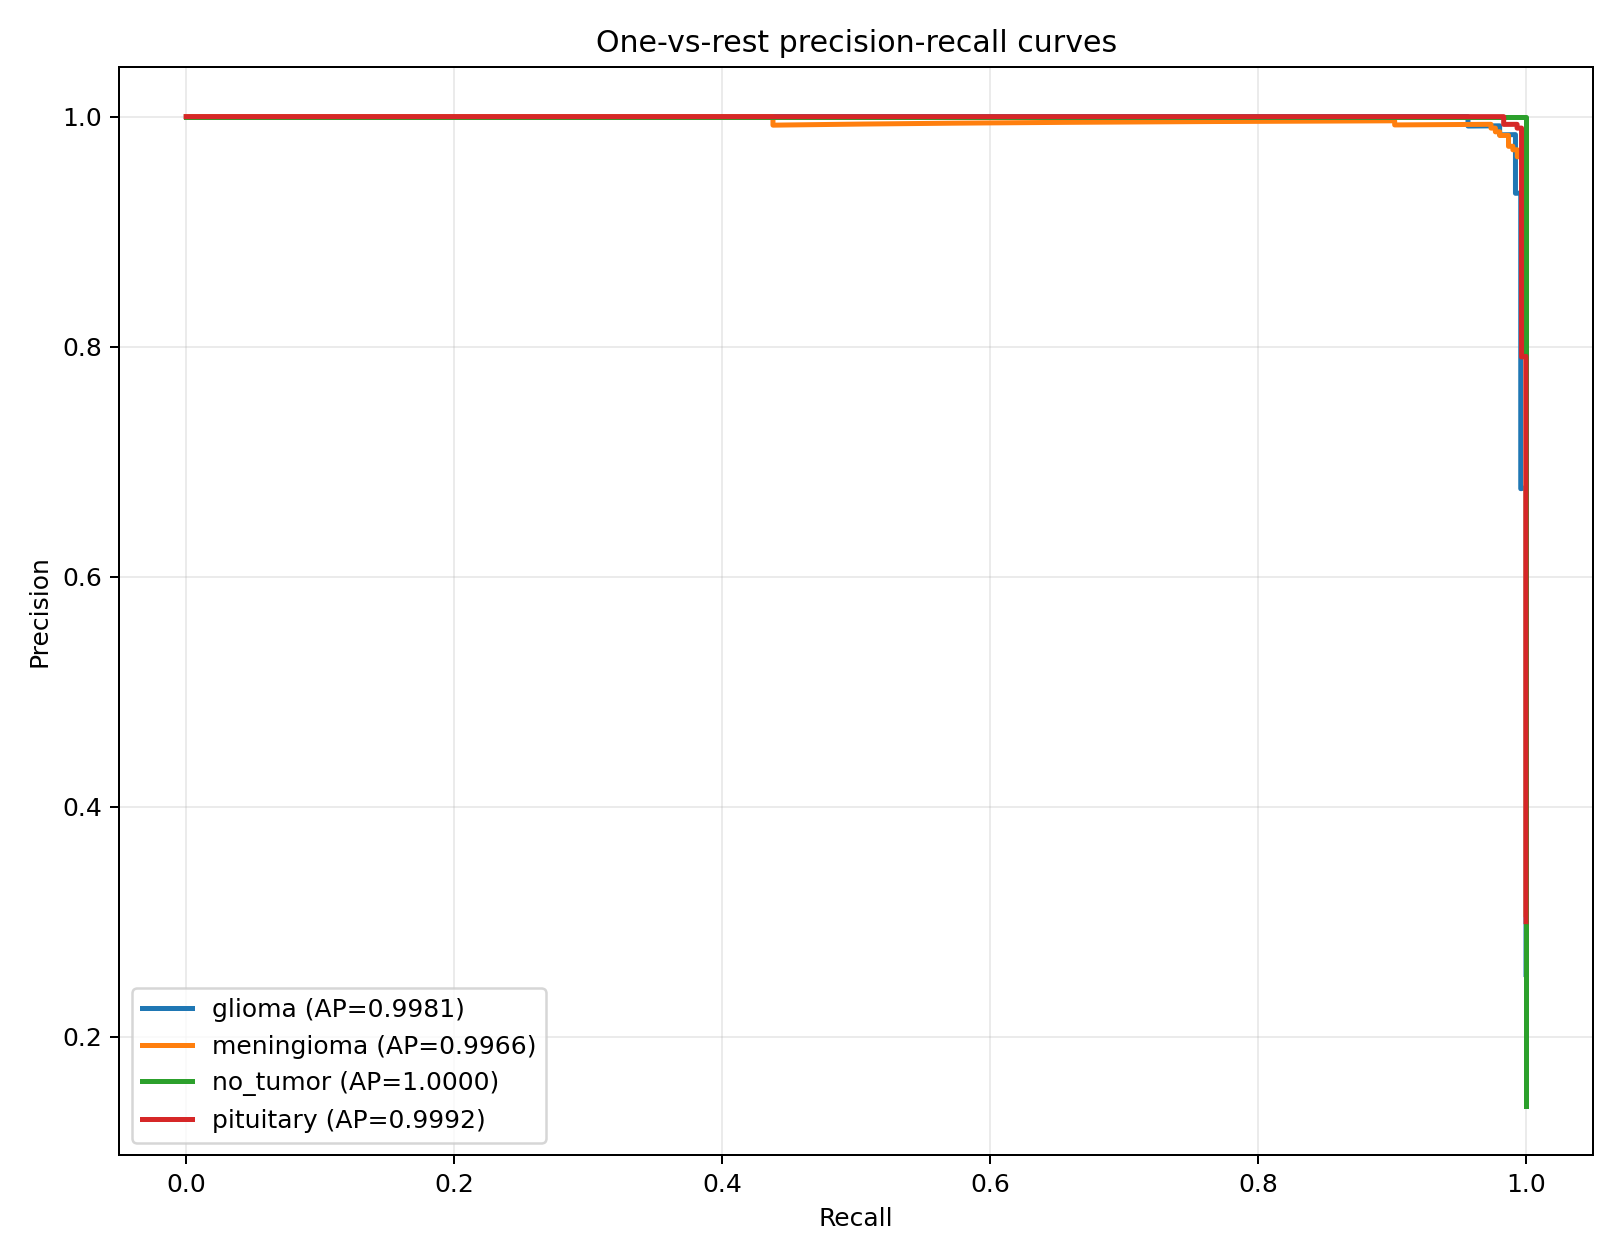 One-vs-rest precision-recall curves
1.0
0.8
0.6
0.4
0.2
Precision
glioma (AP=0.9981)
meningioma (AP=0.9966)
no_tumor (AP=1.0000)
pituitary (AP=0.9992)
0.0 0.2 0.4 0.6 0.8 1.0
Recall